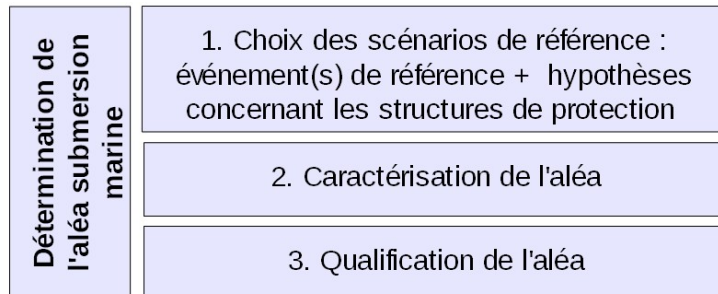 Détermination de
l'aléa submersion
marine
1. Choix des scénarios de référence :
événement(s) de référence + hypothèses
concernant les structures de protection
2. Caractérisation de l'aléa
3. Qualification de l'aléa